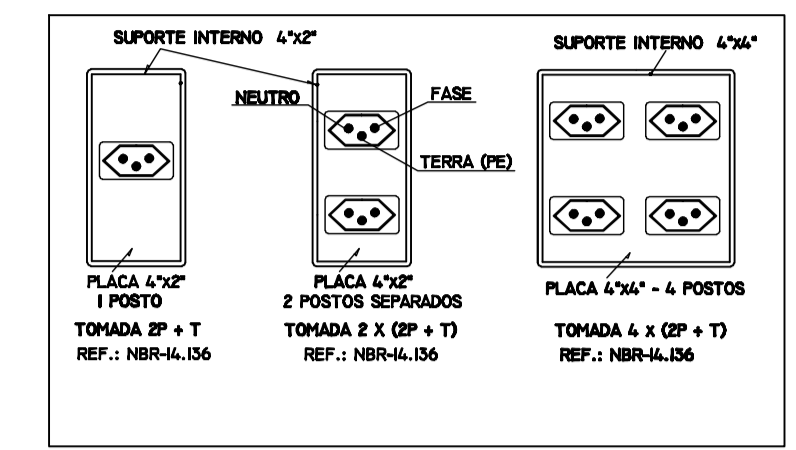 SUPORTE INTERNO 4"x2"
SUPORTE INTERNO 4"x4"
NEUTRO
FASE
TERRA (PE)
PLACA 4"x2"
1 POSTO
TOMADA 2P + T
REF.: NBR-14.136
PLACA 4"x2"
2 POSTOS SEPARADOS
TOMADA 2 X (2P + T)
REF.: NBR-14.136
PLACA 4"x4" - 4 POSTOS
TOMADA 4 x (2P + T)
REF.: NBR-14.136